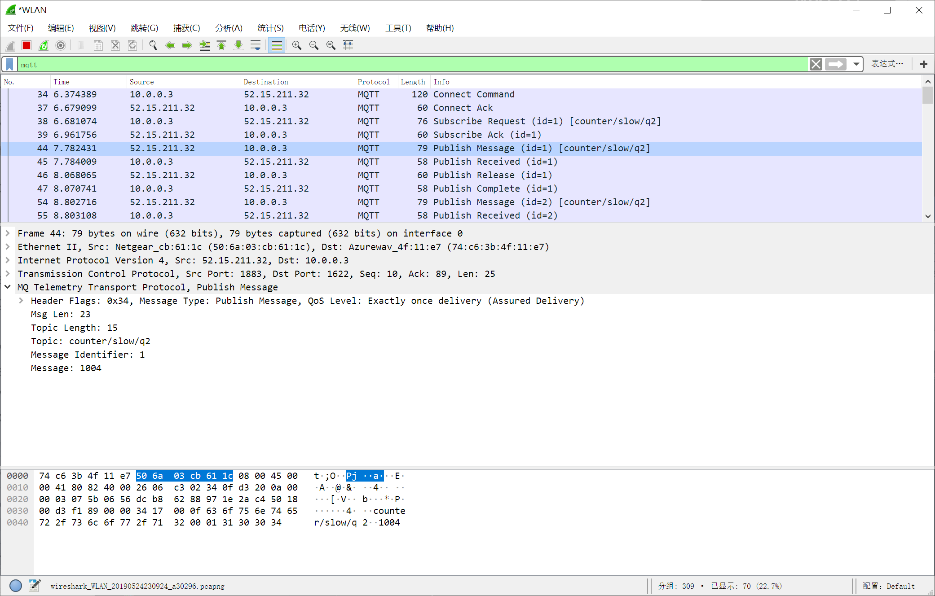 *WLAN
文件(F) 编辑(E) 视图(V) 跳转(G) 捕获(C) 分析(A) 统计(S) 电话(Y) 无线(W) 工具(T) 帮助(H)
mqtt 表达式… +
No. Time Source Destination Protocol Length Info
34 6.374389 10.0.0.3 52.15.211.32 MQTT 120 Connect Command
37 6.679099 52.15.211.32 10.0.0.3 MQTT 60 Connect Ack
38 6.681074 10.0.0.3 52.15.211.32 MQTT 76 Subscribe Request (id=1) [counter/slow/q2]
39 6.961756 52.15.211.32 10.0.0.3 MQTT 60 Subscribe Ack (id=1)
44 7.782431 52.15.211.32 10.0.0.3 MQTT 79 Publish Message (id=1) [counter/slow/q2]
45 7.784009 10.0.0.3 52.15.211.32 MQTT 58 Publish Received (id=1)
46 8.068065 52.15.211.32 10.0.0.3 MQTT 60 Publish Release (id=1)
47 8.070741 10.0.0.3 52.15.211.32 MQTT 58 Publish Complete (id=1)
54 8.802716 52.15.211.32 10.0.0.3 MQTT 79 Publish Message (id=2) [counter/slow/q2]
55 8.803108 10.0.0.3 52.15.211.32 MQTT 58 Publish Received (id=2)
Frame 44: 79 bytes on wire (632 bits), 79 bytes captured (632 bits) on interface 0
Ethernet II, Src: Netgear_cb:61:1c (50:6a:03:cb:61:1c), Dst: Azurewav_4f:11:e7 (74:c6:3b:4f:11:e7)
Internet Protocol Version 4, Src: 52.15.211.32, Dst: 10.0.0.3
Transmission Control Protocol, Src Port: 1883, Dst Port: 1622, Seq: 10, Ack: 89, Len: 25
MQ Telemetry Transport Protocol, Publish Message
Header Flags: 0x34, Message Type: Publish Message, QoS Level: Exactly once delivery (Assured Delivery)
Msg Len: 23
Topic Length: 15
Topic: counter/slow/q2
Message Identifier: 1
Message: 1004
0000 74 c6 3b 4f 11 e7 50 6a 03 cb 61 1c 08 00 45 00 t·;O··Pj ··a···E·
0010 00 41 80 82 40 00 26 06 c3 02 34 0f d3 20 0a 00 ·A··@·&· ··4·· ··
0020 00 03 07 5b 06 56 dc b8 62 88 97 1e 2a c4 50 18 ···[·V·· b···*·P·
0030 00 d3 f1 89 00 00 34 17 00 0f 63 6f 75 6e 74 65 ······4· ··counte
0040 72 2f 73 6c 6f 77 2f 71 32 00 01 31 30 30 34 r/slow/q 2··1004
wireshark_WLAN_20190524230924_a30296.pcapng 分组: 309 · 已显示: 70 (22.7%) 配置: Default